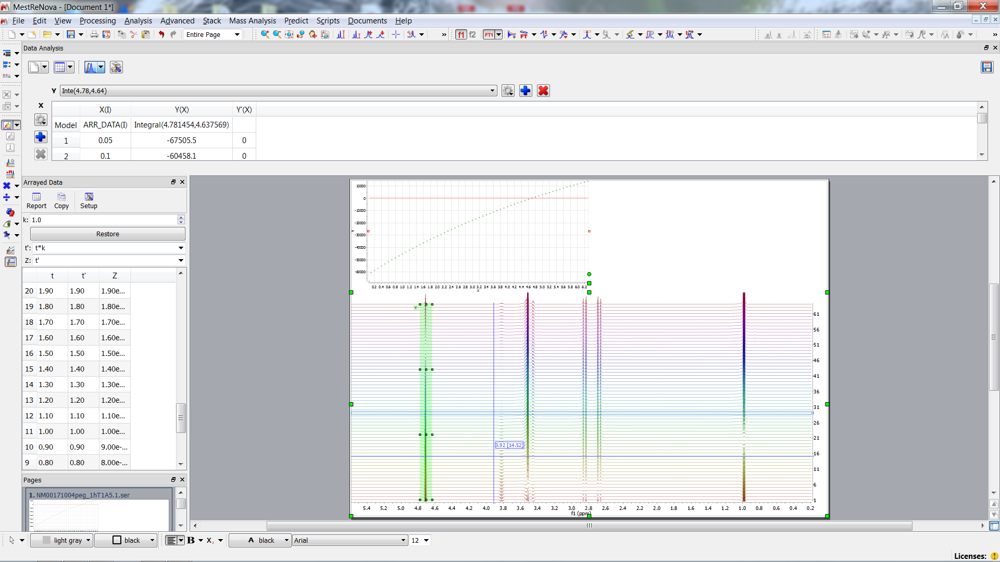 MestReNova - [Document 1*]
File Edit View Processing Analysis Advanced Stack Mass Analysis Predict Scripts Documents Help
Entire Page » f1 f2 FT1 FT »
Data Analysis
Y Inte(4.78,4.64)
X
X(I) Y(X) Y'(X)
Model ARR_DATA(I) Integral(4.781454,4.637569)
1 0.05 -67505.5 0
2 0.1 -60458.1 0
Arrayed Data
Report Copy Setup
k: 1.0
Restore
t': t*k
Z: t'
t t' Z
20 1.90 1.90 1.90e...
19 1.80 1.80 1.80e...
18 1.70 1.70 1.70e...
17 1.60 1.60 1.60e...
16 1.50 1.50 1.50e...
15 1.40 1.40 1.40e...
14 1.30 1.30 1.30e...
13 1.20 1.20 1.20e...
12 1.10 1.10 1.10e...
11 1.00 1.00 1.00e...
10 0.90 0.90 9.00e-...
9 0.80 0.80 8.00e-...
Pages
1. NM00171004peg_1hT1A5.1.ser
10000
0
-10000
-20000
-30000
-40000
-50000
-60000
Y
0.2 0.4 0.6 0.8 1.0 1.2 1.4 1.6 1.8 2.0 2.2 2.4 2.6 2.8 3.0 3.2 3.4 3.6 3.8 4.0 4.2 4.4 4.6 4.8 5.0 5.2 5.4 5.6 5.8 6.0 6.2
X
Y
61
56
51
46
41
36
31
26
21
3.92 [14.52]
16
11
6
1
5.4 5.2 5.0 4.8 4.6 4.4 4.2 4.0 3.8 3.6 3.4 3.2 3.0 2.8 2.6 2.4 2.2 2.0 1.8 1.6 1.4 1.2 1.0 0.8 0.6 0.4 0.2
f1 (ppm)
light gray black B X₂ A black Arial 12
Licenses: